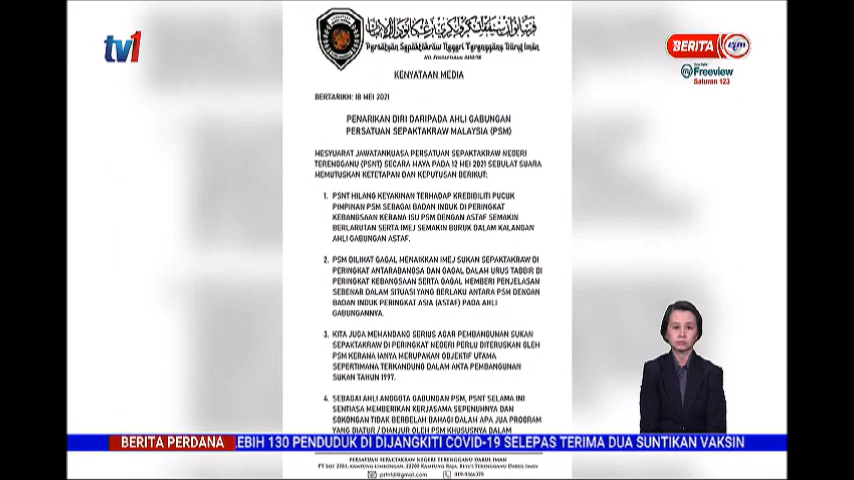 tv1
BERITA rtm
Freeview
Saluran 123
Persatuan Sepaktakraw Negeri Terengganu Darul Iman
KENYATAAN MEDIA
BERTARIKH: 18 MEI 2021
PENARIKAN DIRI DARIPADA AHLI GABUNGAN
PERSATUAN SEPAKTAKRAW MALAYSIA (PSM)
MESYUARAT JAWATANKUASA PERSATUAN SEPAKTAKRAW NEGERI
TERENGGANU (PSNT) SECARA MAYA PADA 12 MEI 2021 SEBULAT SUARA
MEMUTUSKAN KETETAPAN DAN KEPUTUSAN BERIKUT:
1. PSNT HILANG KEYAKINAN TERHADAP KREDIBILITI PUCUK
PIMPINAN PSM SEBAGAI BADAN INDUK DI PERINGKAT
KEBANGSAAN KERANA ISU PSM DENGAN ASTAF SEMAKIN
BERLARUTAN SERTA IMEJ SEMAKIN BURUK DALAM KALANGAN
AHLI GABUNGAN ASTAF.
2. PSM DILIHAT GAGAL MENAIKKAN IMEJ SUKAN SEPAKTAKRAW DI
PERINGKAT ANTARABANGSA DAN GAGAL DALAM URUS TADBIR DI
PERINGKAT KEBANGSAAN SERTA GAGAL MEMBERI PENJELASAN
SEBENAR DALAM SITUASI YANG BERLAKU ANTARA PSM DENGAN
BADAN INDUK PERINGKAT ASIA (ASTAF) PADA AHLI
GABUNGANNYA.
3. KITA JUGA MEMANDANG SERIUS AGAR PEMBANGUNAN SUKAN
SEPAKTAKRAW DI PERINGKAT NEGERI PERLU DITERUSKAN OLEH
PSM KERANA IANYA MERUPAKAN OBJEKTIF UTAMA
SEPERTIMANA TERKANDUNG DALAM AKTA PEMBANGUNAN
SUKAN TAHUN 1997.
4. SEBAGAI AHLI ANGGOTA GABUNGAN PSM, PSNT SELAMA INI
SENTIASA MEMBERIKAN KERJASAMA SEPENUHNYA DAN
SOKONGAN TIDAK BERBELAH BAHAGI DALAM APA JUA PROGRAM
YANG DIATUR / DIANJUR OLEH PSM KHUSUSNYA DALAM
BERITA PERDANA EBIH 130 PENDUDUK DI DIJANGKITI COVID-19 SELEPAS TERIMA DUA SUNTIKAN VAKSIN
PERSATUAN SEPAKTAKRAW NEGERI TERENGGANU DARUL IMAN